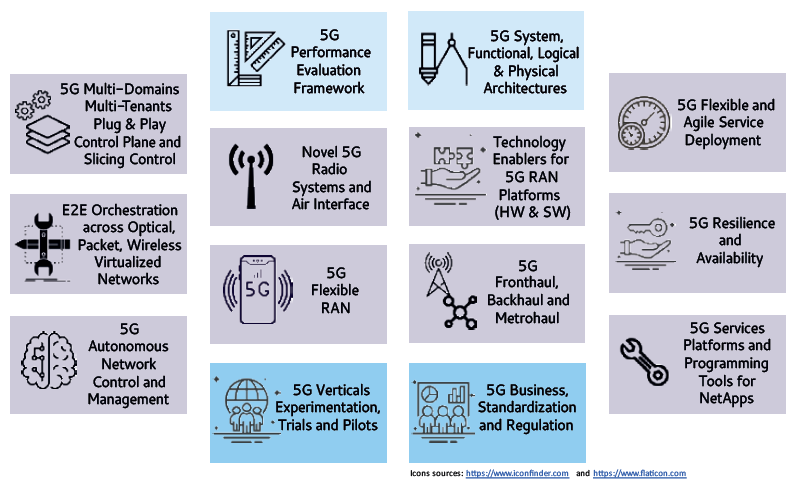 5G
Performance
Evaluation
Framework
5G System,
Functional, Logical
& Physical
Architectures
5G Multi-Domains
Multi-Tenants
Plug & Play
Control Plane and
Slicing Control
Novel 5G
Radio
Systems and
Air Interface
Technology
Enablers for
5G RAN
Platforms
(HW & SW)
5G Flexible and
Agile Service
Deployment
E2E Orchestration
across Optical,
Packet, Wireless
Virtualized
Networks
5G
5G
Flexible
RAN
5G
Fronthaul,
Backhaul and
Metrohaul
5G Resilience
and
Availability
5G
Autonomous
Network
Control and
Management
5G Verticals
Experimentation,
Trials and Pilots
5G Business,
Standardization
and Regulation
5G Services
Platforms and
Programming
Tools for
NetApps
Icons sources: https://www.iconfinder.com and https://www.flaticon.com